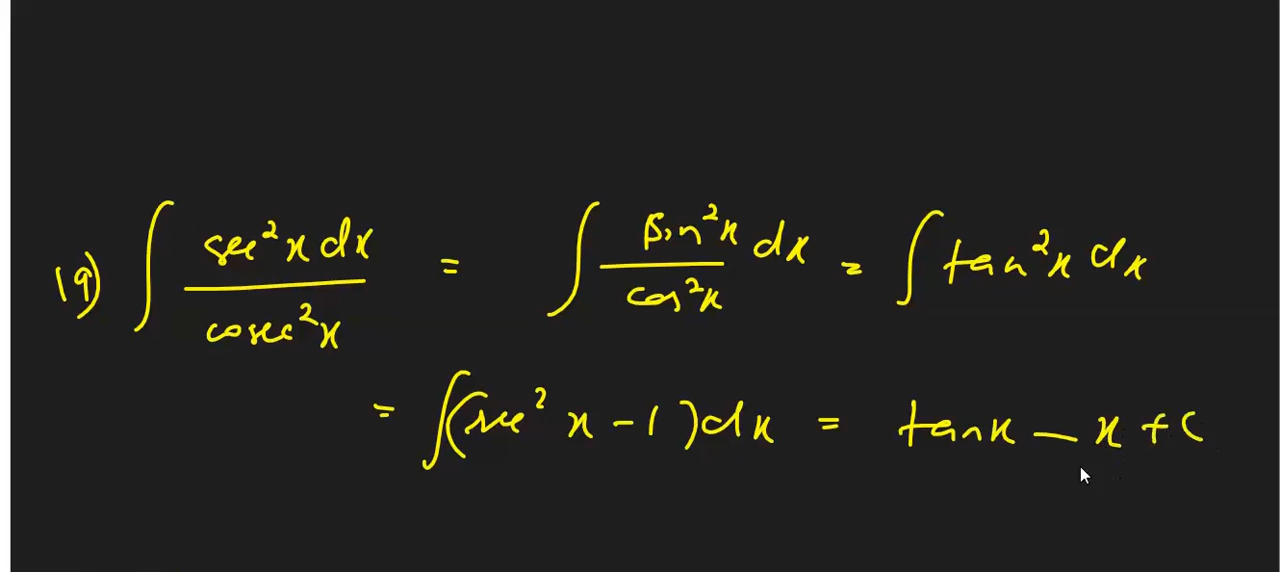 19) ∫ sec²x dx / cosec²x = ∫ sin²x / cos²x dx = ∫ tan²x dx
= ∫(sec²x - 1)dx = tanx - x + C